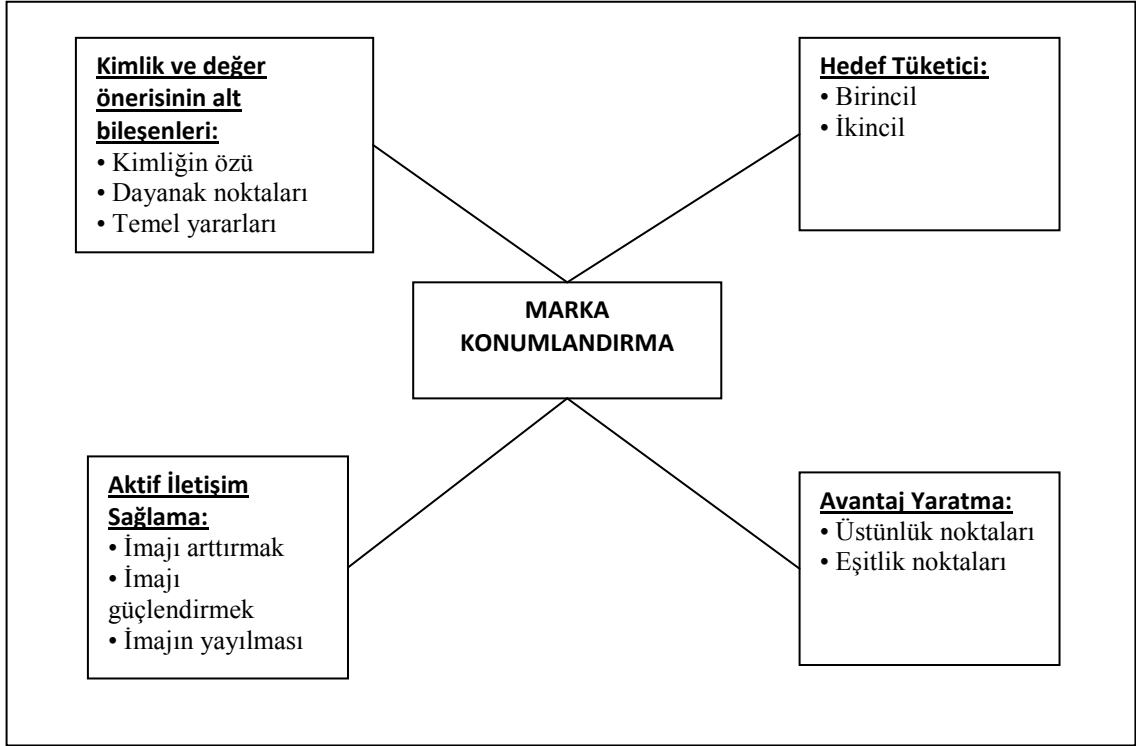 Kimlik ve değer
önerisinin alt
bileşenleri:
• Kimliğin özü
• Dayanak noktaları
• Temel yararları
Hedef Tüketici:
• Birincil
• İkincil
MARKA
KONUMLANDIRMA
Aktif İletişim
Sağlama:
• İmajı arttırmak
• İmajı
güçlendirmek
• İmajın yayılması
Avantaj Yaratma:
• Üstünlük noktaları
• Eşitlik noktaları